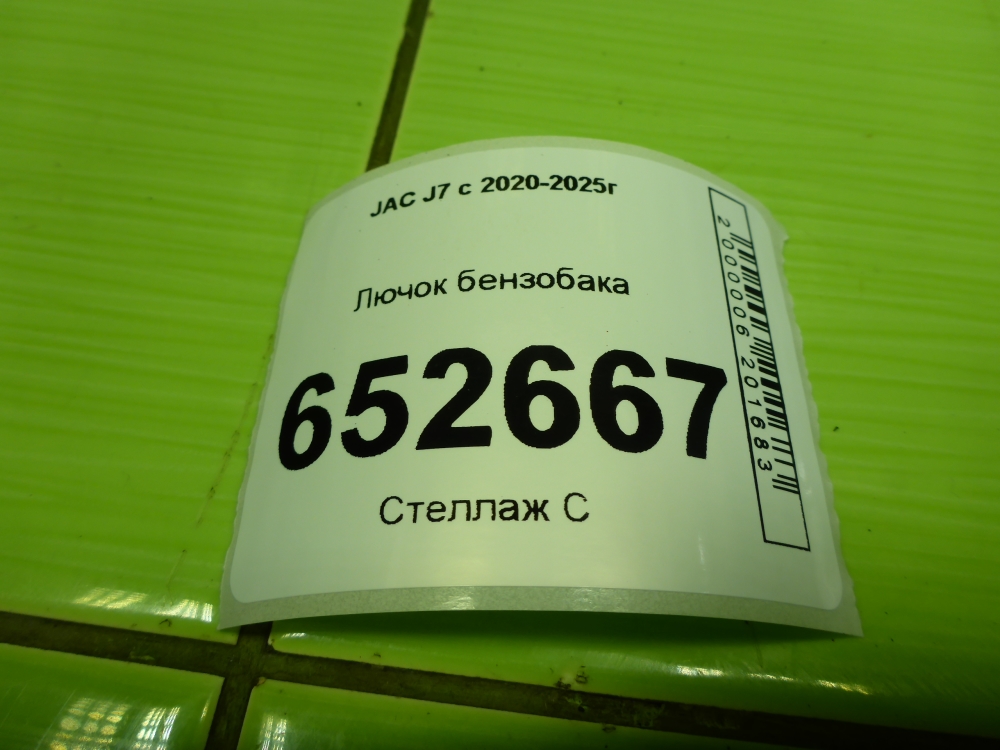 JAC J7 с 2020-2025г
Лючок бензобака
652667
Стеллаж С
2000006201683